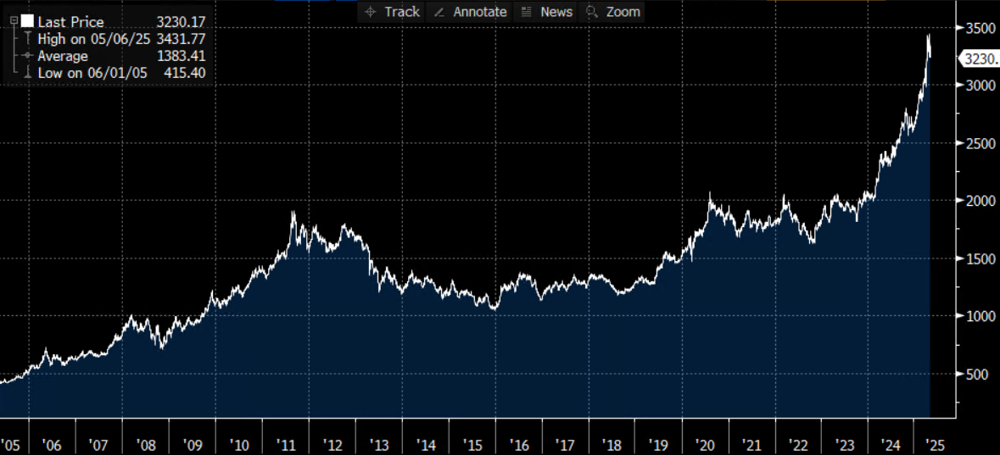 Track Annotate News Zoom
Last Price 3230.17
High on 05/06/25 3431.77
Average 1383.41
Low on 06/01/05 415.40
3500
3230.
3000
2500
2000
1500
1000
500
'05 '06 '07 '08 '09 '10 '11 '12 '13 '14 '15 '16 '17 '18 '19 '20 '21 '22 '23 '24 '25